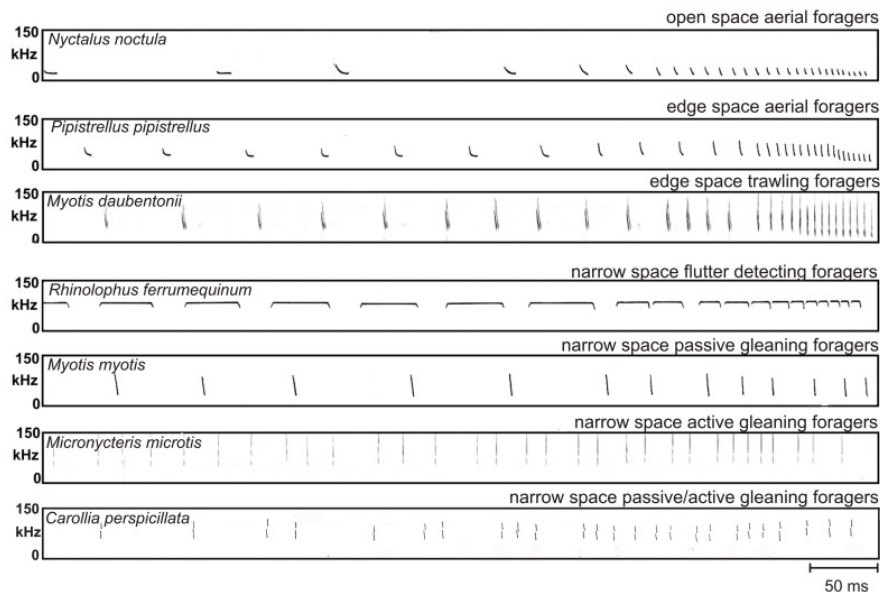 open space aerial foragers
150
kHz
0
Nyctalus noctula
edge space aerial foragers
150
kHz
0
Pipistrellus pipistrellus
edge space trawling foragers
150
kHz
0
Myotis daubentonii
narrow space flutter detecting foragers
150
kHz
0
Rhinolophus ferrumequinum
narrow space passive gleaning foragers
150
kHz
0
Myotis myotis
narrow space active gleaning foragers
150
kHz
0
Micronycteris microtis
narrow space passive/active gleaning foragers
150
kHz
0
Carollia perspicillata
50 ms